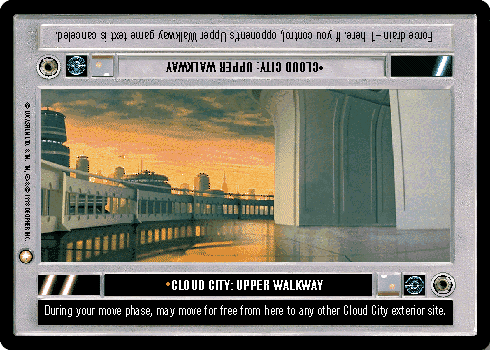 Force drain -1 here. If you control, opponent's Upper Walkway game text is canceled.
•CLOUD CITY: UPPER WALKWAY
•CLOUD CITY: UPPER WALKWAY
During your move phase, may move for free from here to any other Cloud City exterior site.